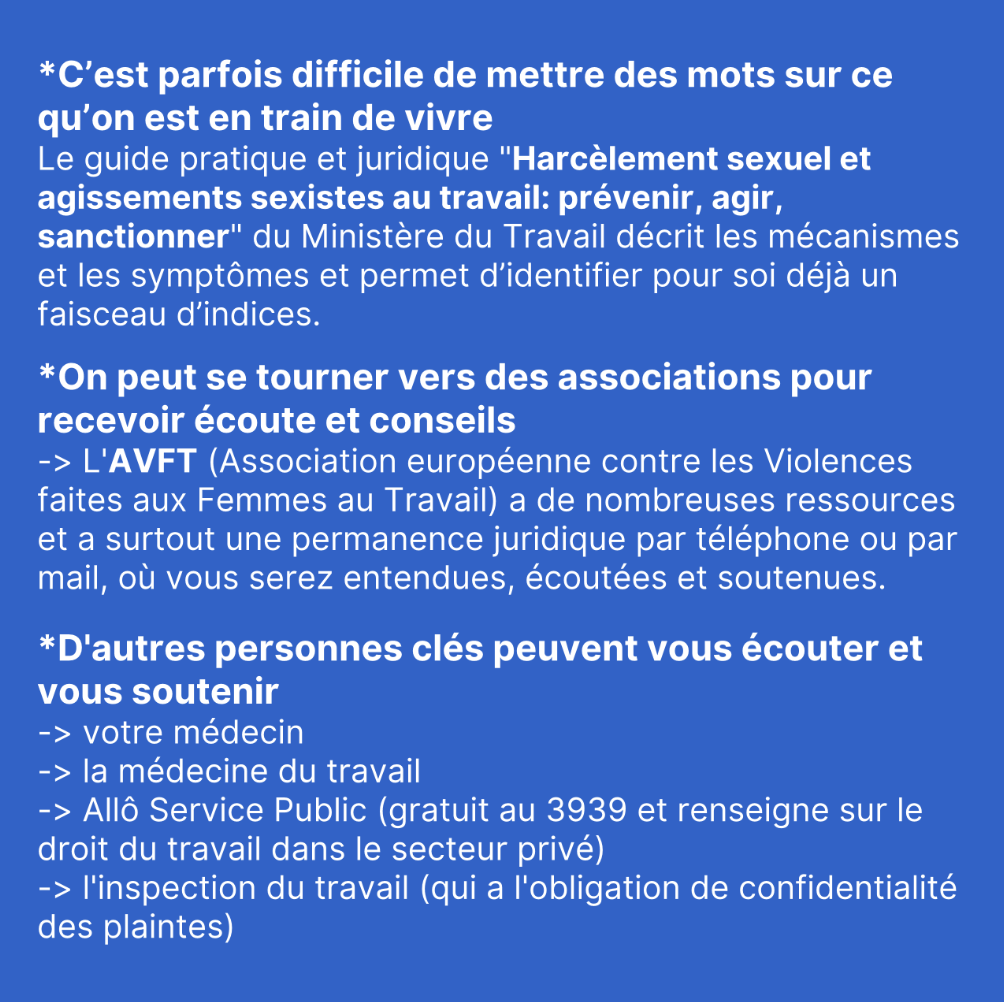 *C’est parfois difficile de mettre des mots sur ce
qu’on est en train de vivre
Le guide pratique et juridique "Harcèlement sexuel et
agissements sexistes au travail: prévenir, agir,
sanctionner" du Ministère du Travail décrit les mécanismes
et les symptômes et permet d’identifier pour soi déjà un
faisceau d’indices.
*On peut se tourner vers des associations pour
recevoir écoute et conseils
-> L'AVFT (Association européenne contre les Violences
faites aux Femmes au Travail) a de nombreuses ressources
et a surtout une permanence juridique par téléphone ou par
mail, où vous serez entendues, écoutées et soutenues.
*D'autres personnes clés peuvent vous écouter et
vous soutenir
-> votre médecin
-> la médecine du travail
-> Allô Service Public (gratuit au 3939 et renseigne sur le
droit du travail dans le secteur privé)
-> l'inspection du travail (qui a l'obligation de confidentialité
des plaintes)